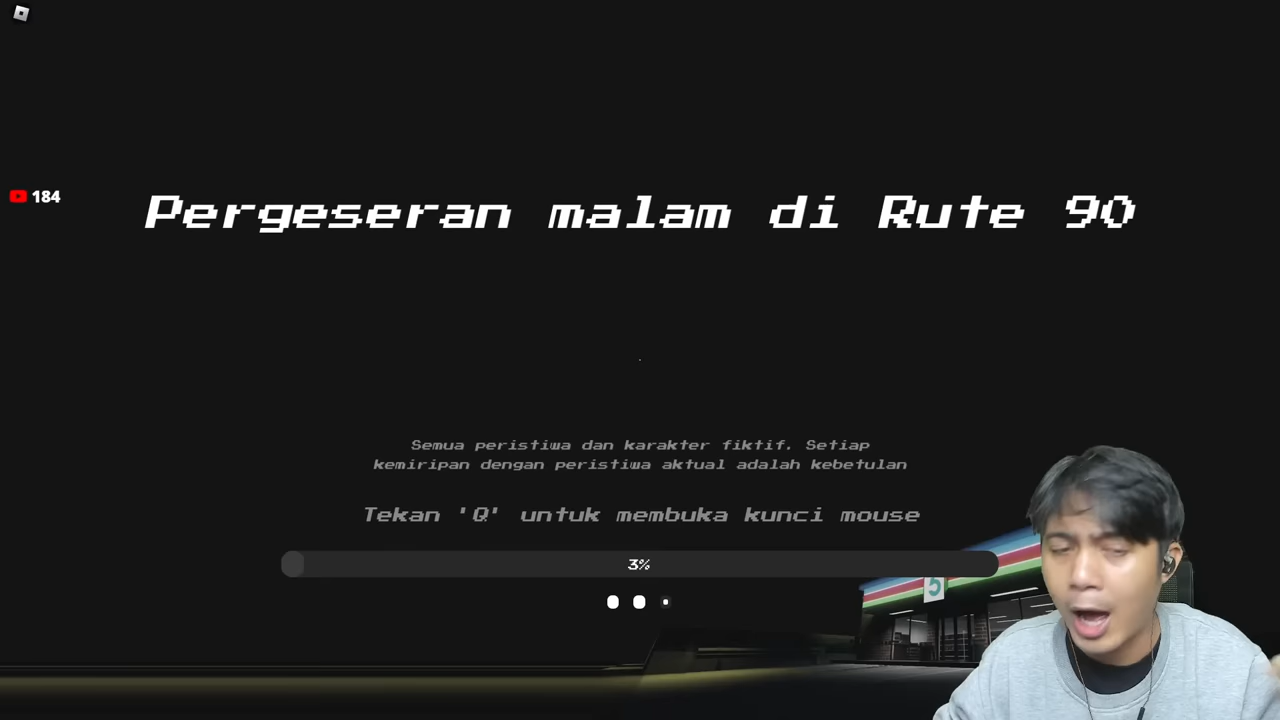 184
Pergeseran malam di Rute 90
Semua peristiwa dan karakter fiktif. Setiap
kemiripan dengan peristiwa aktual adalah kebetulan
Tekan 'Q' untuk membuka kunci mouse
3%
5